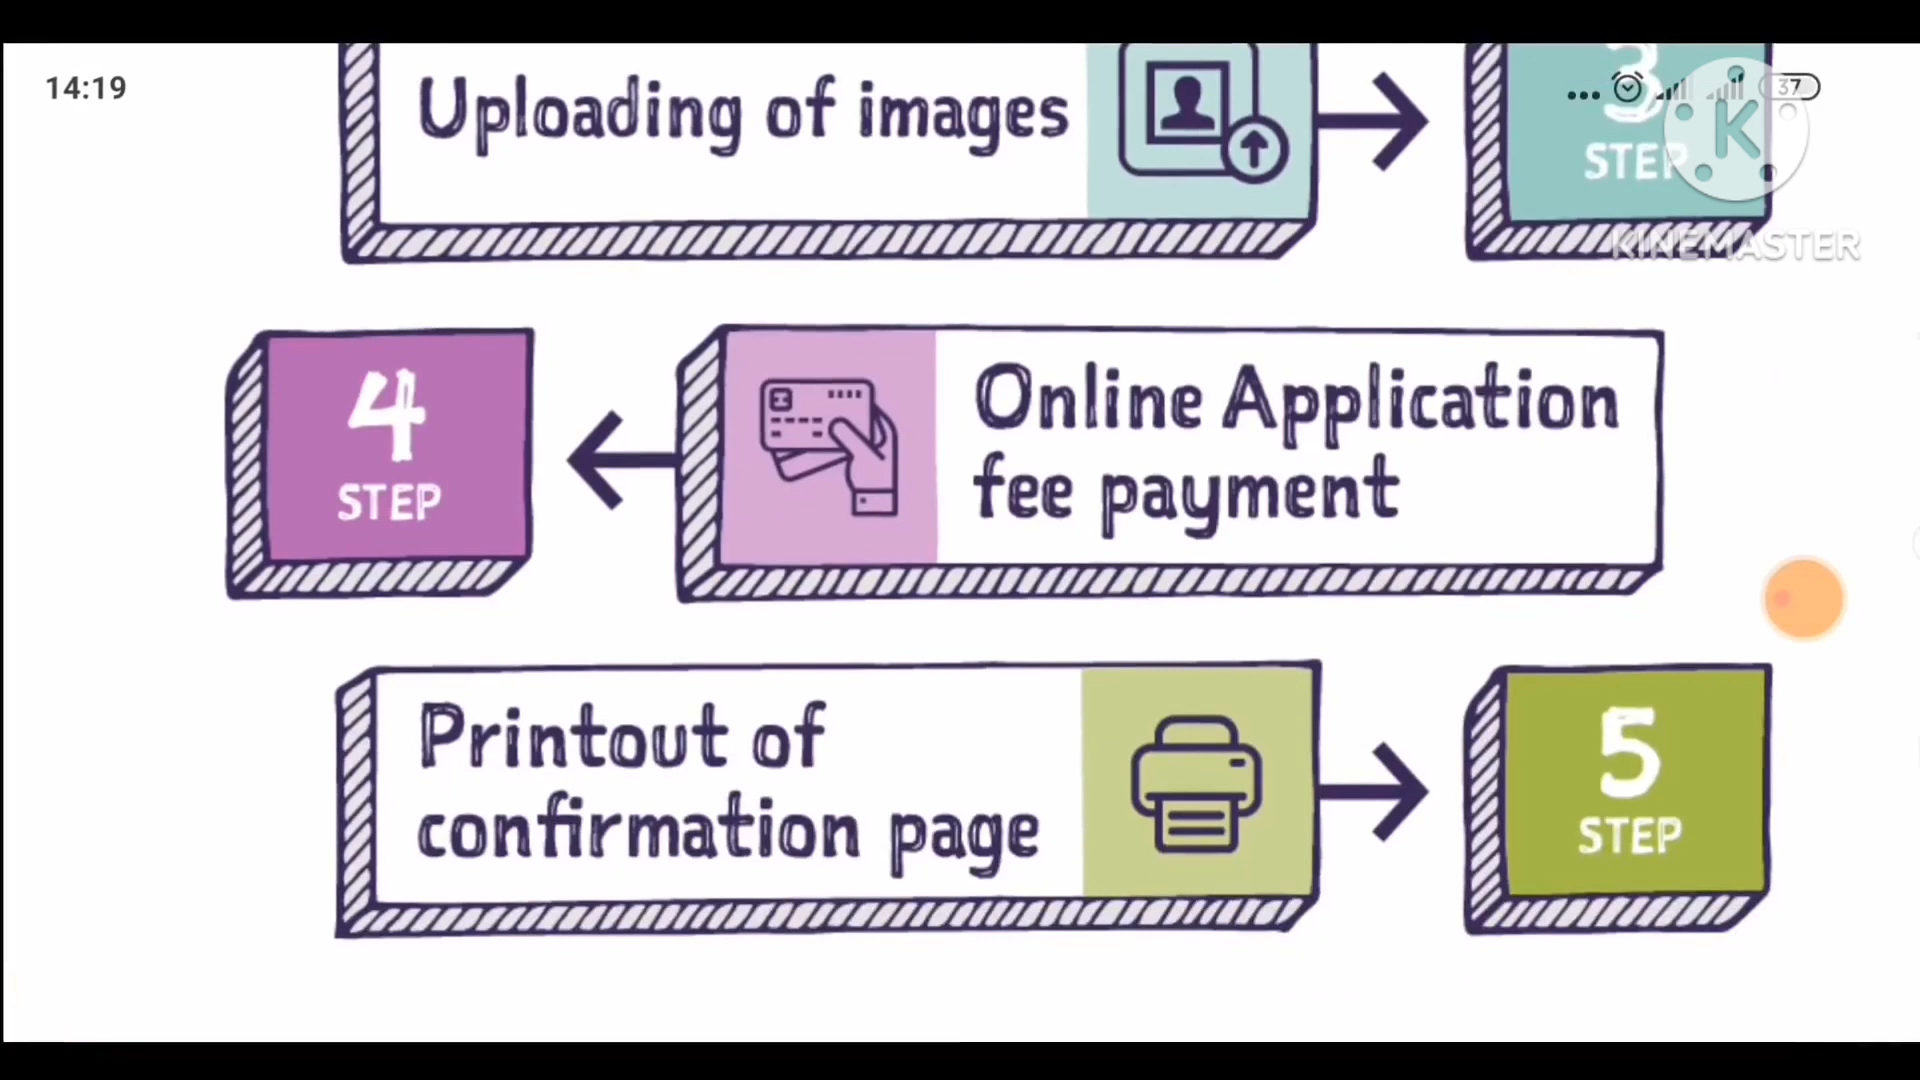 14:19
37
Uploading of images
3
STEP
K
KINEMASTER
4
STEP
Online Application
fee payment
Printout of
confirmation page
5
STEP